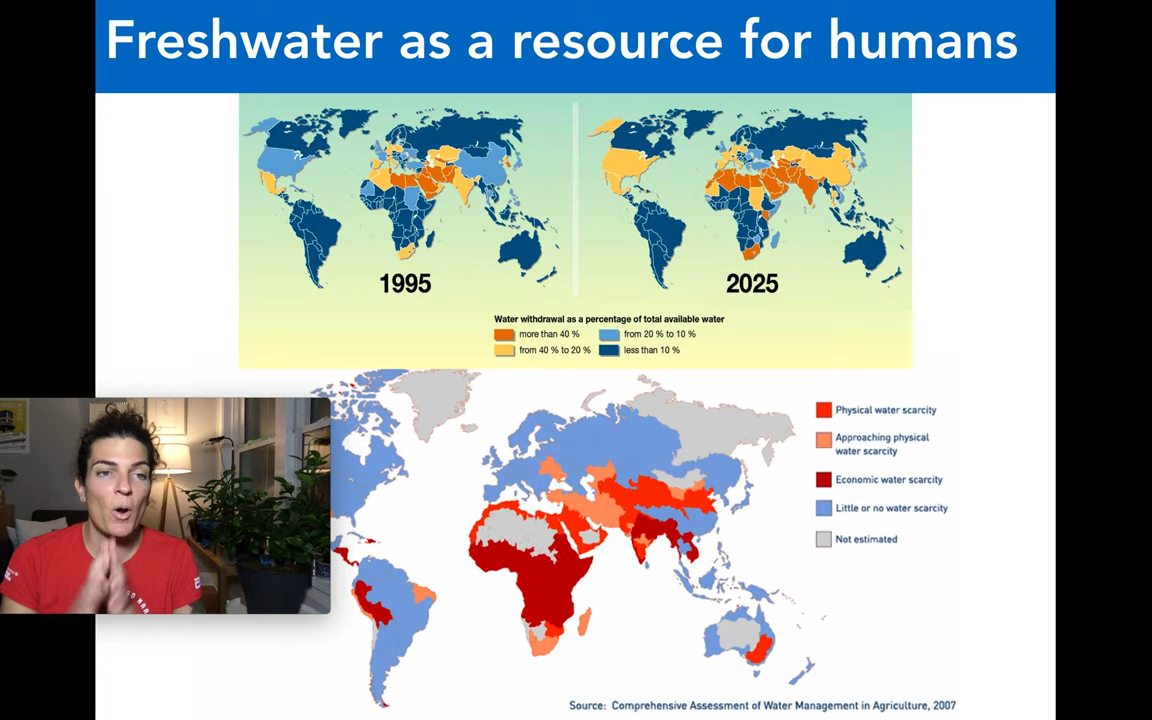 Freshwater as a resource for humans
1995
2025
Water withdrawal as a percentage of total available water
more than 40 %
from 20 % to 10 %
from 40 % to 20 %
less than 10 %
Physical water scarcity
Approaching physical
water scarcity
Economic water scarcity
Little or no water scarcity
Not estimated
Source: Comprehensive Assessment of Water Management in Agriculture, 2007